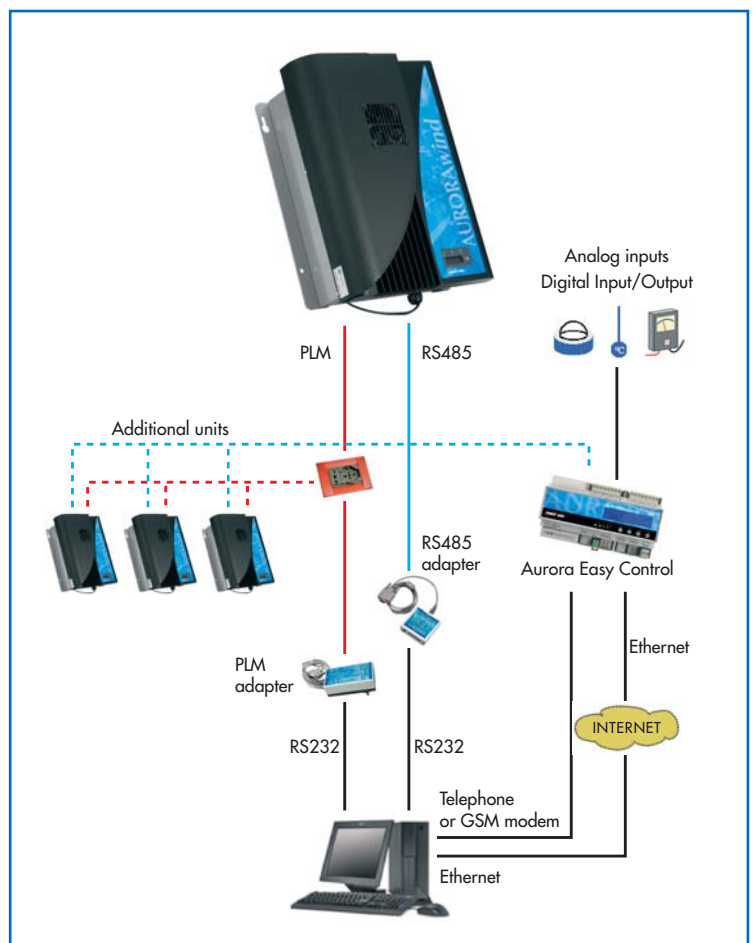 AURORAwind
Analog inputs
Digital Input/Output
°C
PLM
RS485
Additional units
RS485
adapter
Aurora Easy Control
Ethernet
PLM
adapter
INTERNET
RS232
RS232
Telephone
or GSM modem
Ethernet